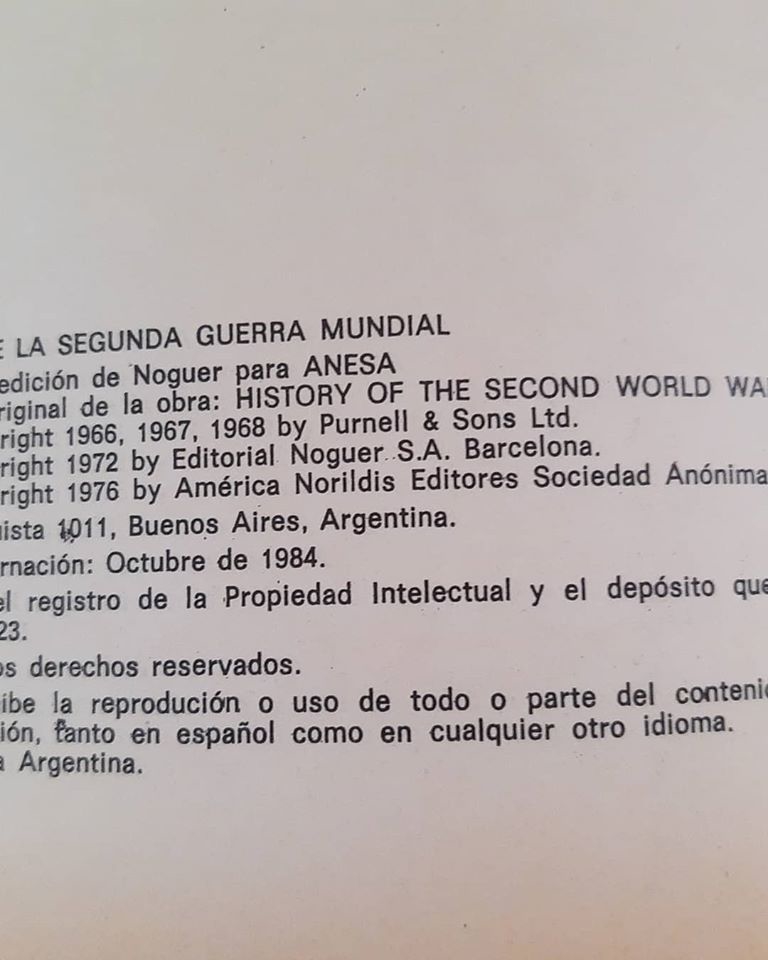 LA SEGUNDA GUERRA MUNDIAL
edición de Noguer para ANESA
riginal de la obra: HISTORY OF THE SECOND WORLD WA
right 1966, 1967, 1968 by Purnell & Sons Ltd.
right 1972 by Editorial Noguer S.A. Barcelona.
right 1976 by América Norildis Editores Sociedad Anónima
ista 1011, Buenos Aires, Argentina.
rnación: Octubre de 1984.
el registro de la Propiedad Intelectual y el depósito que
23.
os derechos reservados.
ibe la reproducción o uso de todo o parte del conteni
ión, tanto en español como en cualquier otro idioma.
Argentina.